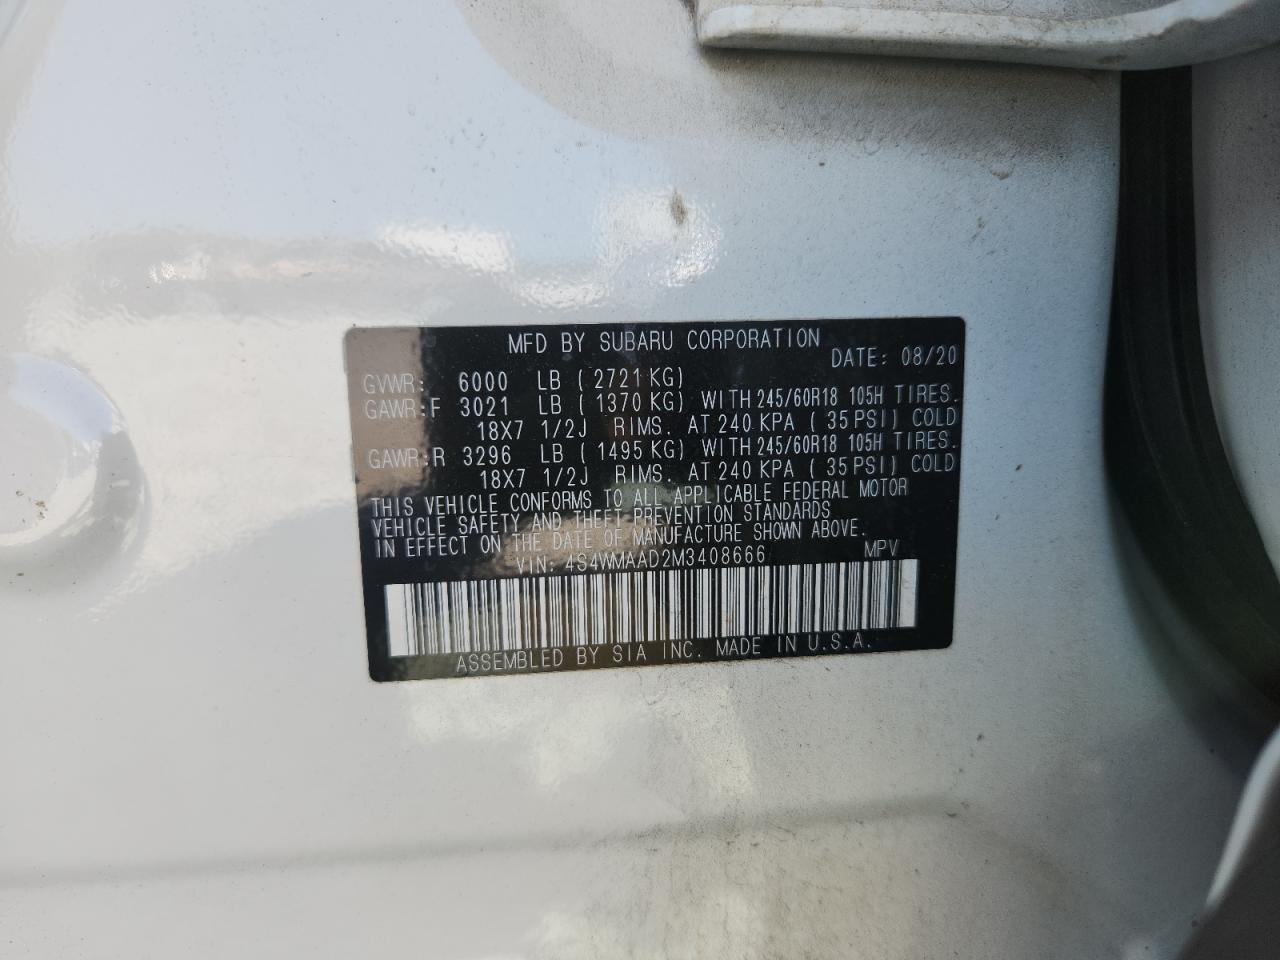 MFD BY SUBARU CORPORATION
DATE: 08/20
GVWR: 6000 LB ( 2721 KG)
GAWR:F 3021 LB ( 1370 KG) WITH 245/60R18 105H TIRES.
18X7 1/2J RIMS. AT 240 KPA ( 35 PSI) COLD
GAWR:R 3296 LB ( 1495 KG) WITH 245/60R18 105H TIRES.
18X7 1/2J RIMS. AT 240 KPA ( 35 PSI) COLD
THIS VEHICLE CONFORMS TO ALL APPLICABLE FEDERAL MOTOR
VEHICLE SAFETY AND THEFT PREVENTION STANDARDS
IN EFFECT ON THE DATE OF MANUFACTURE SHOWN ABOVE.
VIN: 4S4WMAAD2M3408666 MPV
ASSEMBLED BY SIA INC. MADE IN U.S.A.